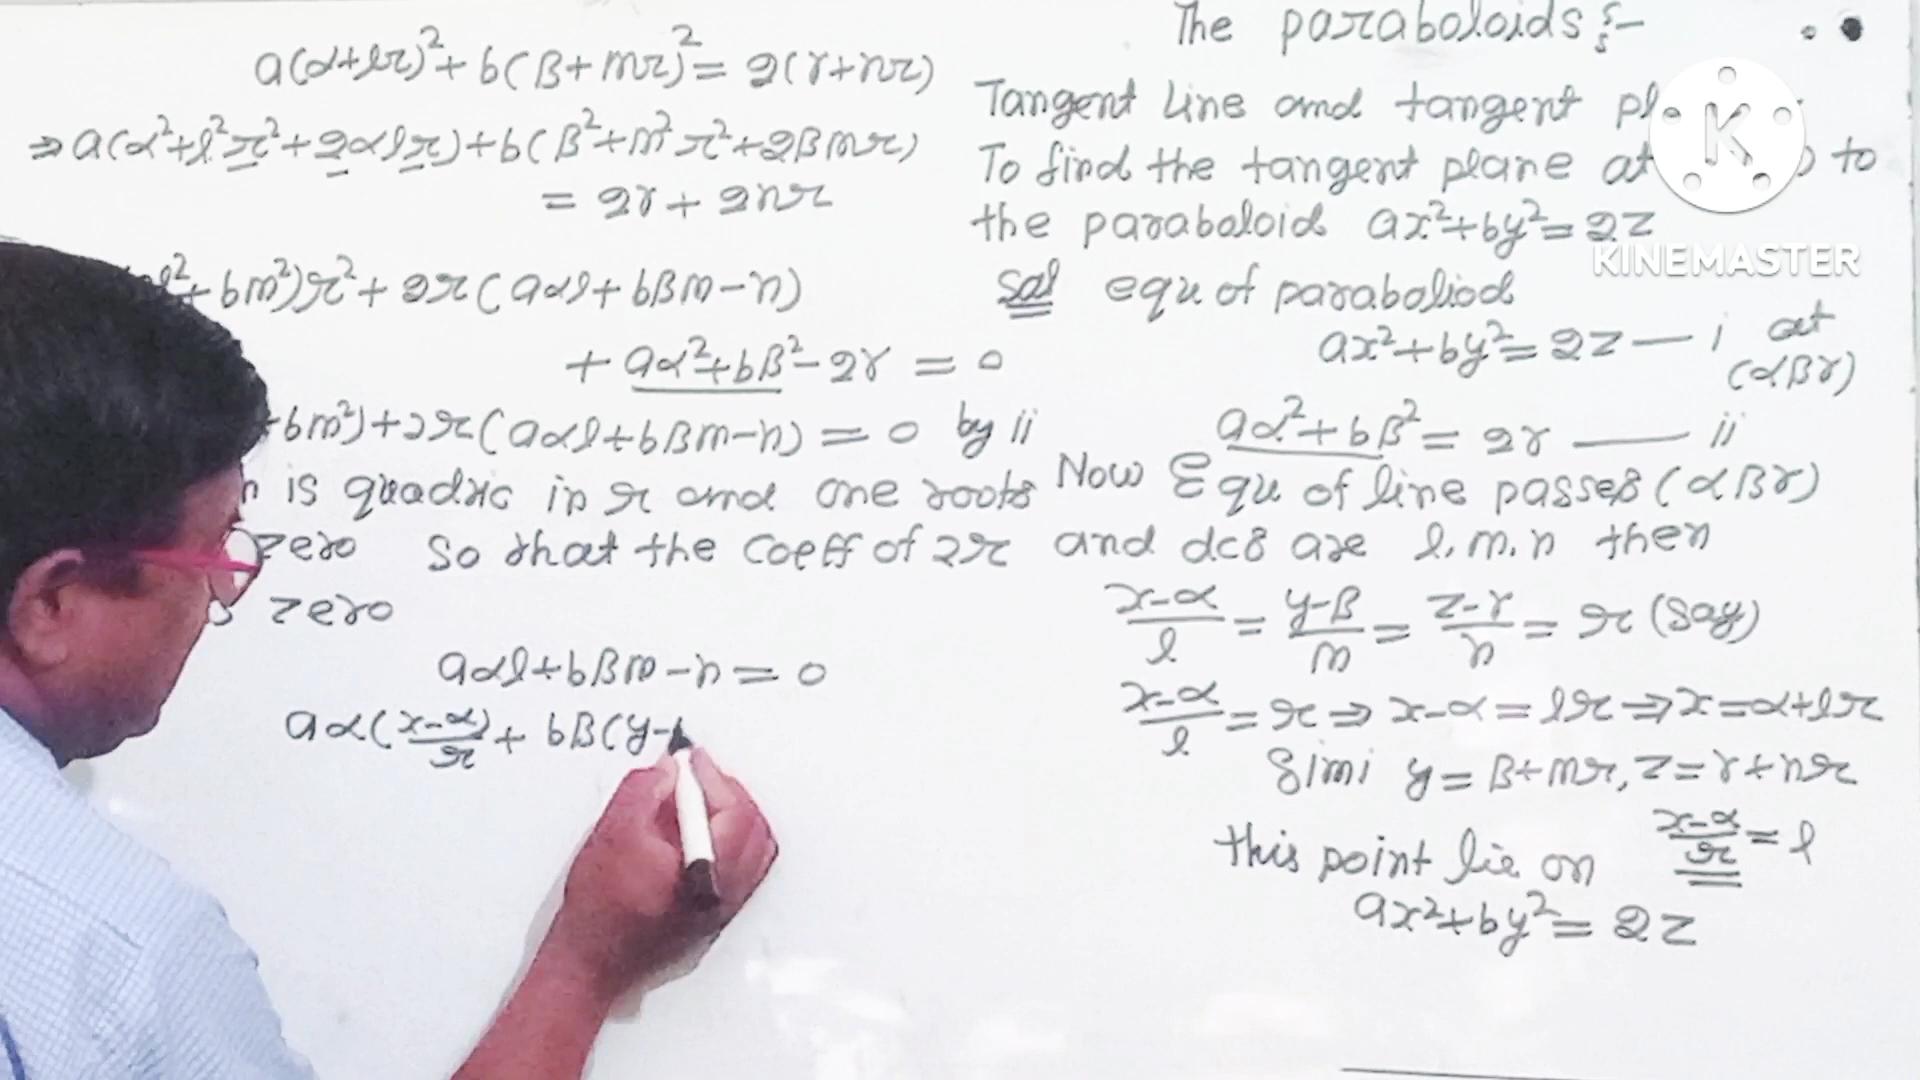 The paraboloids :-
Tangent Line and tangent
To find the tangent plane at to
the paraboloid ax²+by²=2z
Sol equ of paraboliod
ax²+by²=2z — i at
(αβγ)
aα²+bβ²=2γ — ii
Now Equ of line passes (αβγ)
and dcs are l.m.n then
x-α/l = y-β/m = z-γ/n = r (say)
x-α/l = r ⇒ x-α = lr ⇒ x=α+lr
Simi y=β+mr, z=γ+nr
this point lie on x-α/r = l
ax²+by²=2z
a(α+lr)²+b(β+mr)²=2(γ+nr)
⇒a(α²+l²r²+2αlr)+b(β²+m²r²+2βmr)
=2γ+2nr
l²+bm²)r²+2r(aαl+bβm-n)
+aα²+bβ²-2γ=0
+bm²)+2r(aαl+bβm-n)=0 by ii
is quadric in r and one roots
zero So that the coeff of 2r
zero
aαl+bβm-n=0
aα(x-α)/r + bβ(y-
KINEMASTER